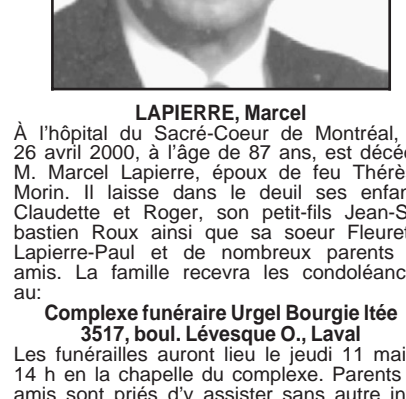 LAPIERRE, Marcel
À l'hôpital du Sacré-Coeur de Montréal,
26 avril 2000, à l'âge de 87 ans, est décé
M. Marcel Lapierre, époux de feu Thérè
Morin. Il laisse dans le deuil ses enfan
Claudette et Roger, son petit-fils Jean-S
bastien Roux ainsi que sa soeur Fleuret
Lapierre-Paul et de nombreux parents
amis. La famille recevra les condoléanc
au:
Complexe funéraire Urgel Bourgie ltée
3517, boul. Lévesque O., Laval
Les funérailles auront lieu le jeudi 11 mai
14 h en la chapelle du complexe. Parents
amis sont priés d'y assister sans autre in